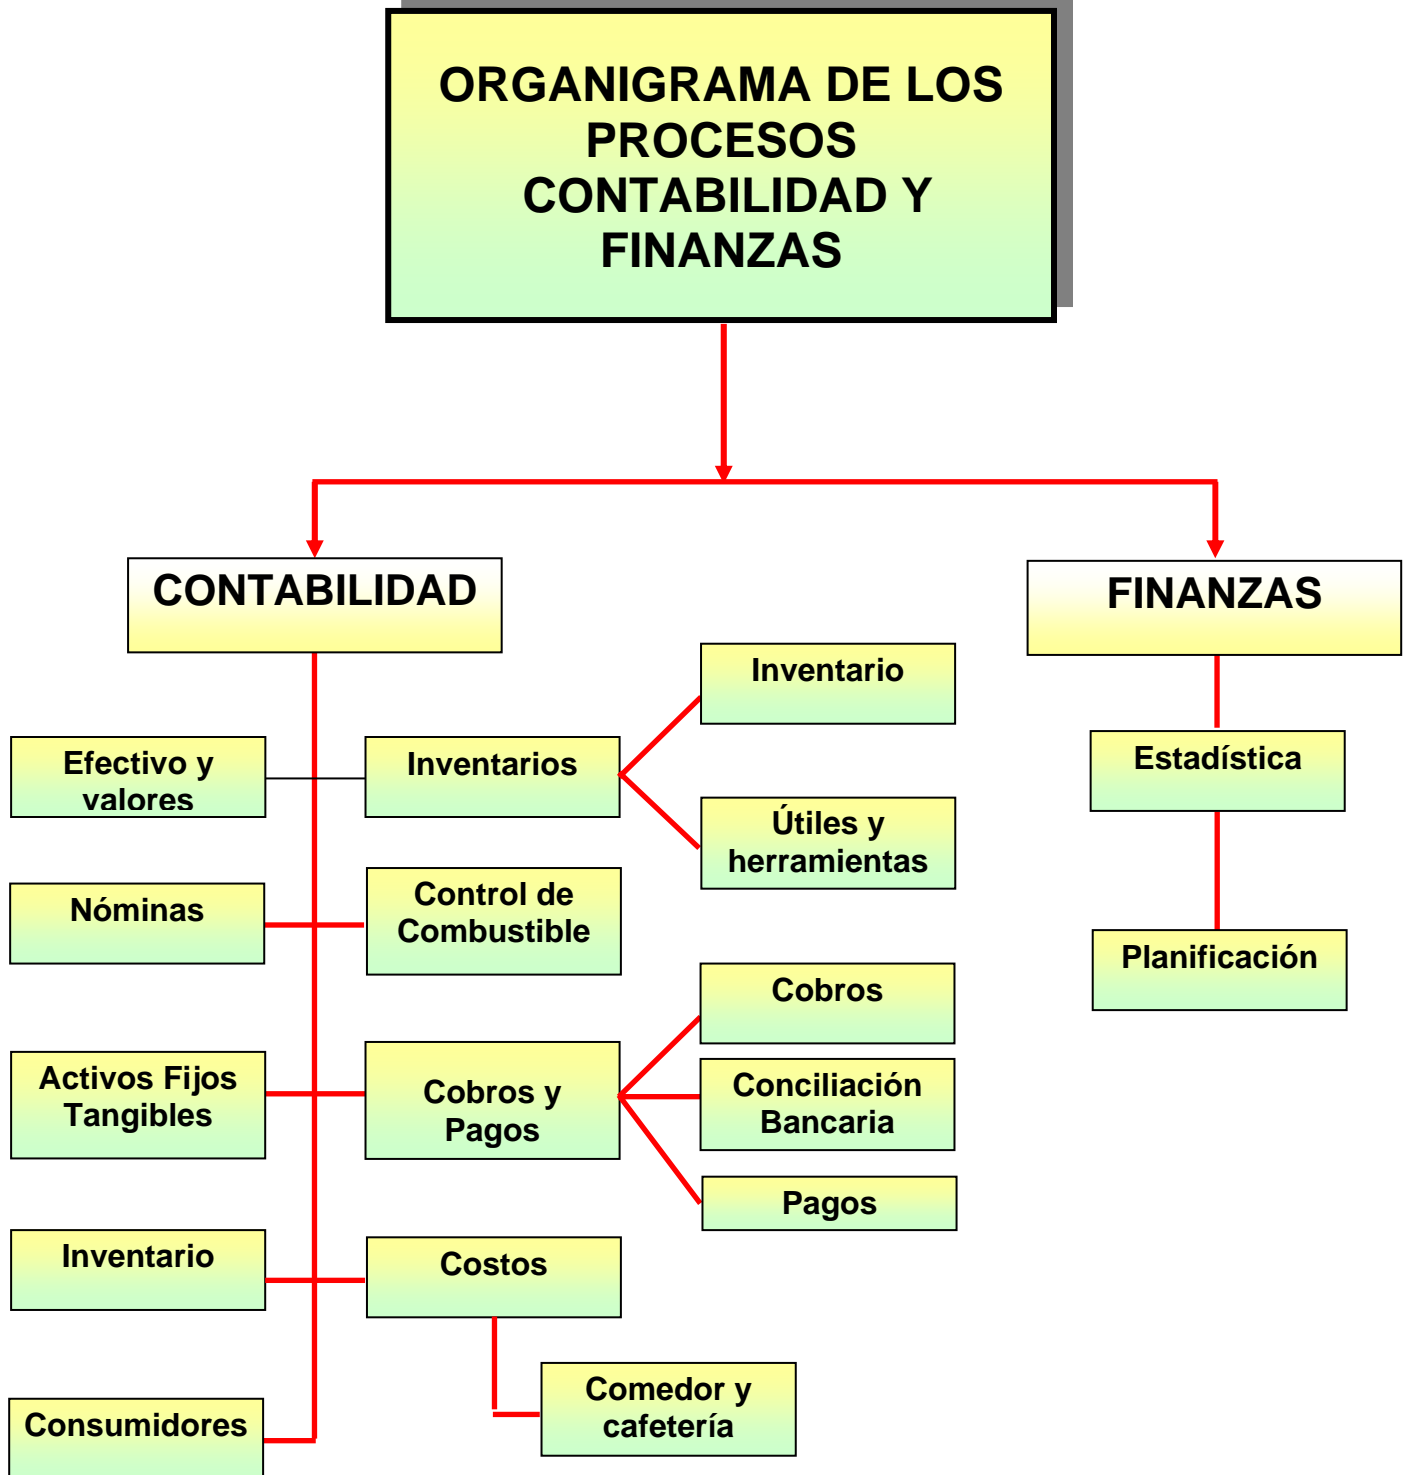 ORGANIGRAMA DE LOS
PROCESOS
CONTABILIDAD Y
FINANZAS
CONTABILIDAD
FINANZAS
Inventario
Efectivo y
valores
Inventarios
Estadística
Útiles y
herramientas
Nóminas
Control de
Combustible
Planificación
Cobros
Activos Fijos
Tangibles
Cobros y
Pagos
Conciliación
Bancaria
Pagos
Inventario
Costos
Comedor y
cafetería
Consumidores